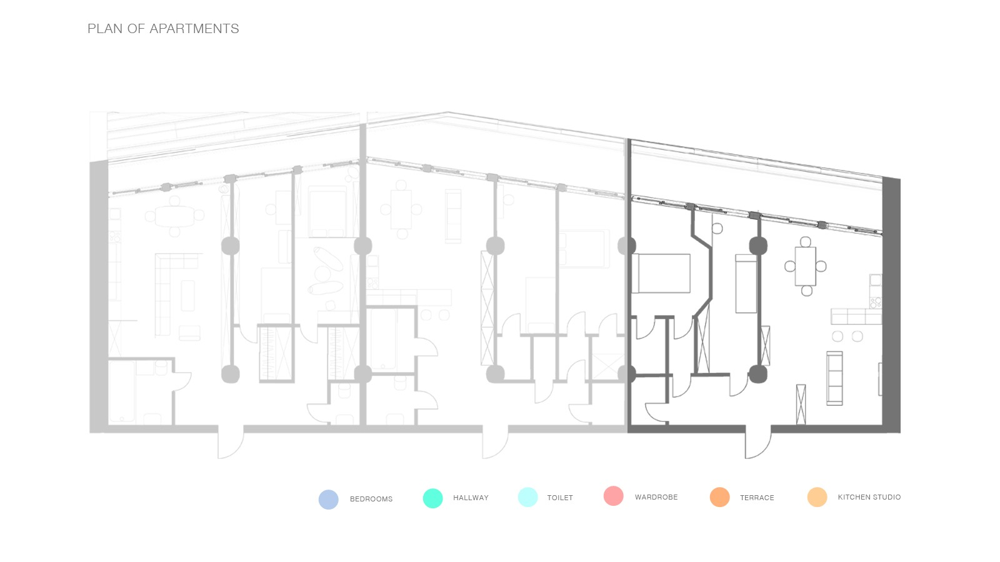 PLAN OF APARTMENTS
BEDROOMS
HALLWAY
TOILET
WARDROBE
TERRACE
KITCHEN STUDIO